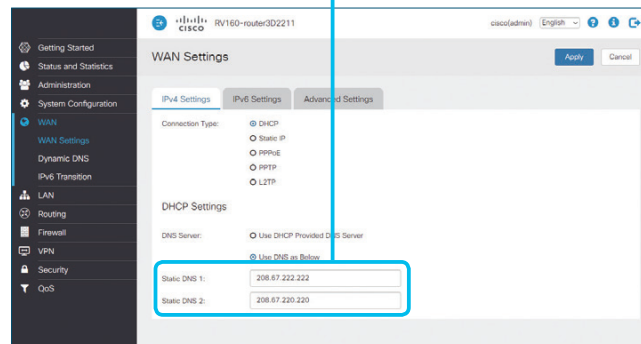 cisco RV160-router3D2211 cisco(admin) English
Getting Started
Status and Statistics
Administration
System Configuration
WAN
WAN Settings
Dynamic DNS
IPv6 Transition
LAN
Routing
Firewall
VPN
Security
QoS
WAN Settings Apply Cancel
IPv4 Settings IPv6 Settings Advanced Settings
Connection Type: DHCP
Static IP
PPPoE
PPTP
L2TP
DHCP Settings
DNS Server: Use DHCP Provided DNS Server
Use DNS as Below
Static DNS 1: 208.67.222.222
Static DNS 2: 208.67.220.220